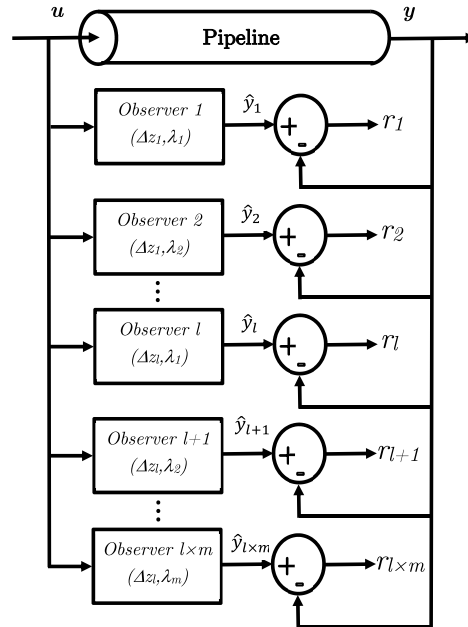 u
y
Pipeline
Observer 1
(Δz₁,λ₁)
ŷ₁
+
-
r₁
Observer 2
(Δz₁,λ₂)
ŷ₂
+
-
r₂
⋮
Observer l
(Δzₗ,λ₁)
ŷₗ
+
-
rₗ
Observer l+1
(Δzₗ,λ₂)
ŷₗ₊₁
+
-
rₗ₊₁
⋮
Observer l×m
(Δzₗ,λₘ)
ŷₗ×ₘ
+
-
rₗ×ₘ